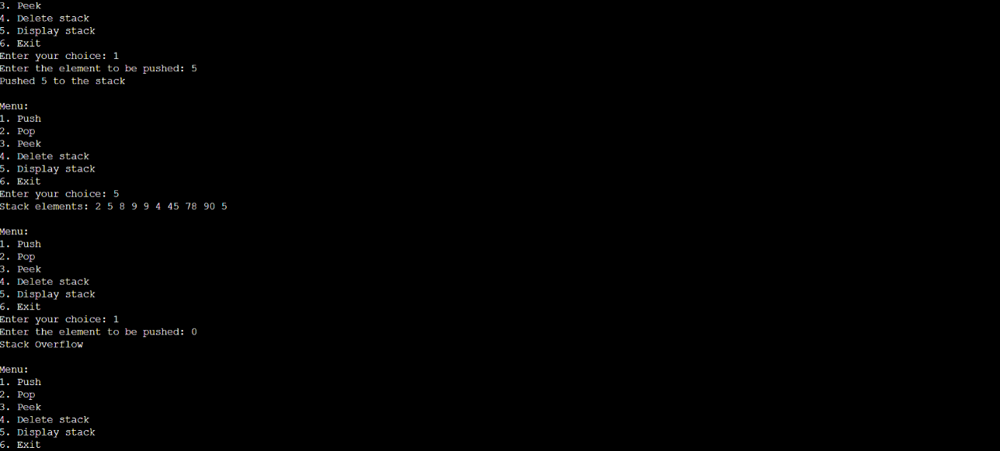 3. Peek
4. Delete stack
5. Display stack
6. Exit
Enter your choice: 1
Enter the element to be pushed: 5
Pushed 5 to the stack
Menu:
1. Push
2. Pop
3. Peek
4. Delete stack
5. Display stack
6. Exit
Enter your choice: 5
Stack elements: 2 5 8 9 9 4 45 78 90 5
Menu:
1. Push
2. Pop
3. Peek
4. Delete stack
5. Display stack
6. Exit
Enter your choice: 1
Enter the element to be pushed: 0
Stack Overflow
Menu:
1. Push
2. Pop
3. Peek
4. Delete stack
5. Display stack
6. Exit